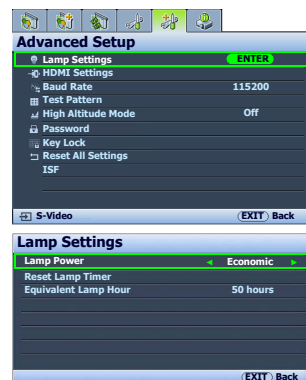 Advanced Setup
Lamp Settings ENTER
HDMI Settings
Baud Rate 115200
Test Pattern
High Altitude Mode Off
Password
Key Lock
Reset All Settings
ISF
S-Video EXIT Back
Lamp Settings
Lamp Power Economic
Reset Lamp Timer
Equivalent Lamp Hour 50 hours
EXIT Back